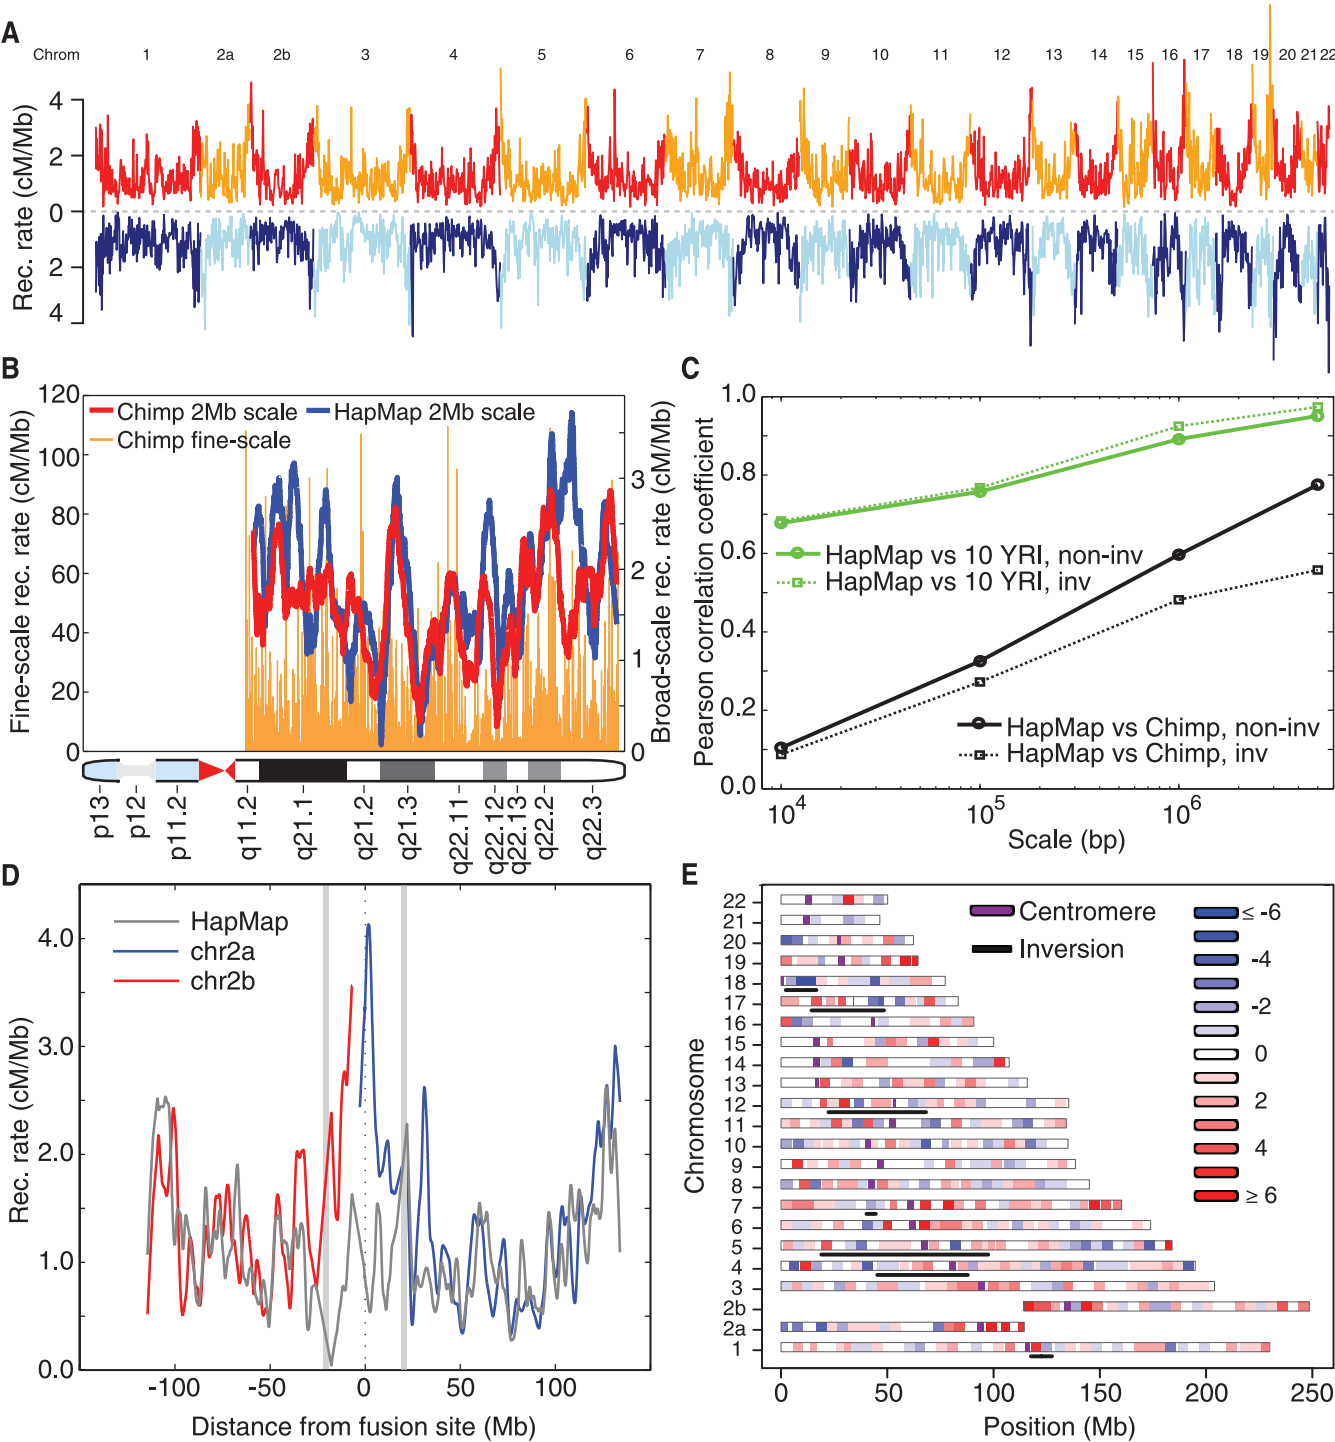 A
Chrom 1 2a 2b 3 4 5 6 7 8 9 10 11 12 13 14 15 16 17 18 19 20 21 22
Rec. rate (cM/Mb)
4
2
0
Rec. rate (cM/Mb)
2
4
B
Fine-scale rec. rate (cM/Mb)
120
100
80
60
40
20
0
Chimp 2Mb scale
HapMap 2Mb scale
Chimp fine-scale
3
2
1
0
Broad-scale rec. rate (cM/Mb)
p13
p12
p11.2
q11.2
q21.1
q21.2
q21.3
q22.11
q22.12
q22.13
q22.2
q22.3
C
Pearson correlation coefficient
1.0
0.8
0.6
0.4
0.2
0.0
HapMap vs 10 YRI, non-inv
HapMap vs 10 YRI, inv
HapMap vs Chimp, non-inv
HapMap vs Chimp, inv
10⁴ 10⁵ 10⁶
Scale (bp)
D
Rec. rate (cM/Mb)
4.0
3.0
2.0
1.0
0.0
HapMap
chr2a
chr2b
-100 -50 0 50 100
Distance from fusion site (Mb)
E
Chromosome
22
21
20
19
18
17
16
15
14
13
12
11
10
9
8
7
6
5
4
3
2b
2a
1
Centromere
Inversion
≤ -6
-4
-2
0
2
4
≥ 6
0 50 100 150 200 250
Position (Mb)